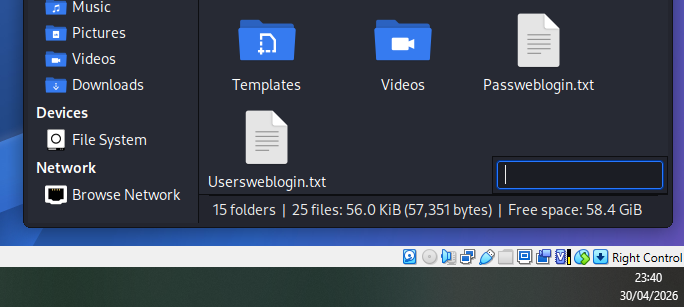 Music
Pictures
Videos
Downloads
Devices
File System
Network
Browse Network
Templates
Videos
Passweblogin.txt
Usersweblogin.txt
15 folders | 25 files: 56.0 KiB (57,351 bytes) | Free space: 58.4 GiB
Right Control
23:40
30/04/2026